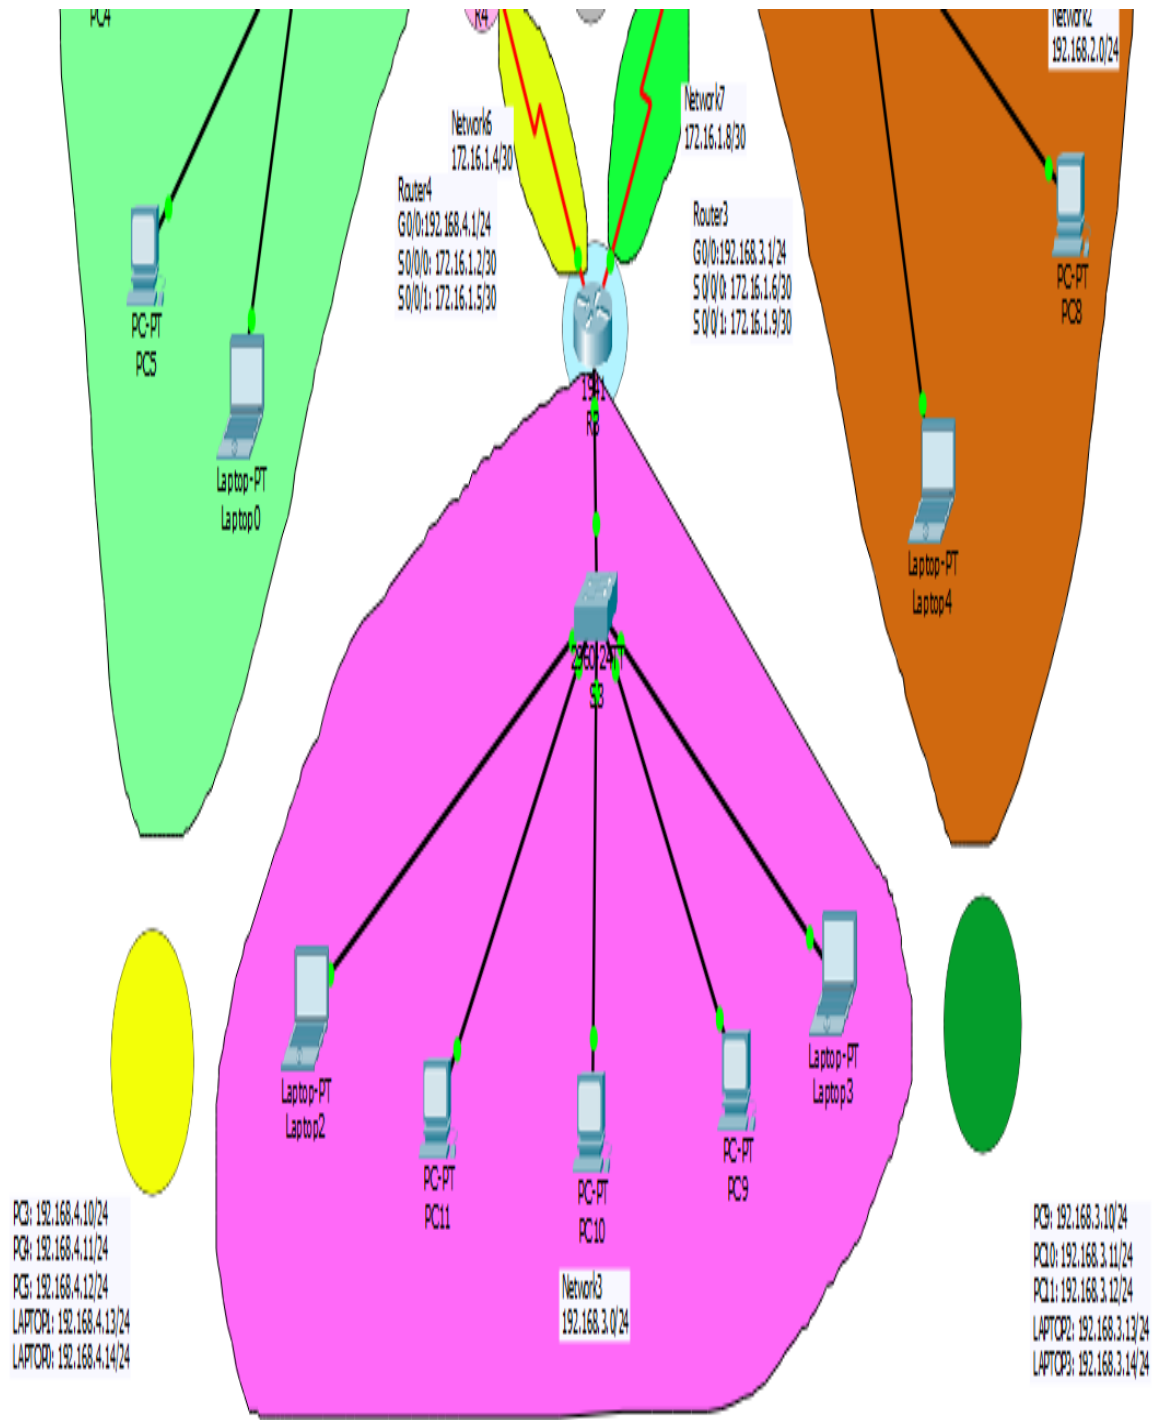 PC4
R4
Network2
192.168.2.0/24
Network6
172.16.1.4/30
Network7
172.16.1.8/30
Router4
G0/0:192.168.4.1/24
S0/0/0: 172.16.1.2/30
S0/0/1: 172.16.1.5/30
Router3
G0/0:192.168.3.1/24
S0/0/0: 172.16.1.6/30
S0/0/1: 172.16.1.9/30
PC-PT
PC5
PC-PT
PC8
1941
R3
Laptop-PT
Laptop0
Laptop-PT
Laptop4
2960-24TT
S3
Laptop-PT
Laptop2
PC-PT
PC11
PC-PT
PC10
PC-PT
PC9
Laptop-PT
Laptop3
Network3
192.168.3.0/24
PC3: 192.168.4.10/24
PC4: 192.168.4.11/24
PC5: 192.168.4.12/24
LAPTOP1: 192.168.4.13/24
LAPTOP0: 192.168.4.14/24
PC9: 192.168.3.10/24
PC10: 192.168.3.11/24
PC11: 192.168.3.12/24
LAPTOP2: 192.168.3.13/24
LAPTOP3: 192.168.3.14/24